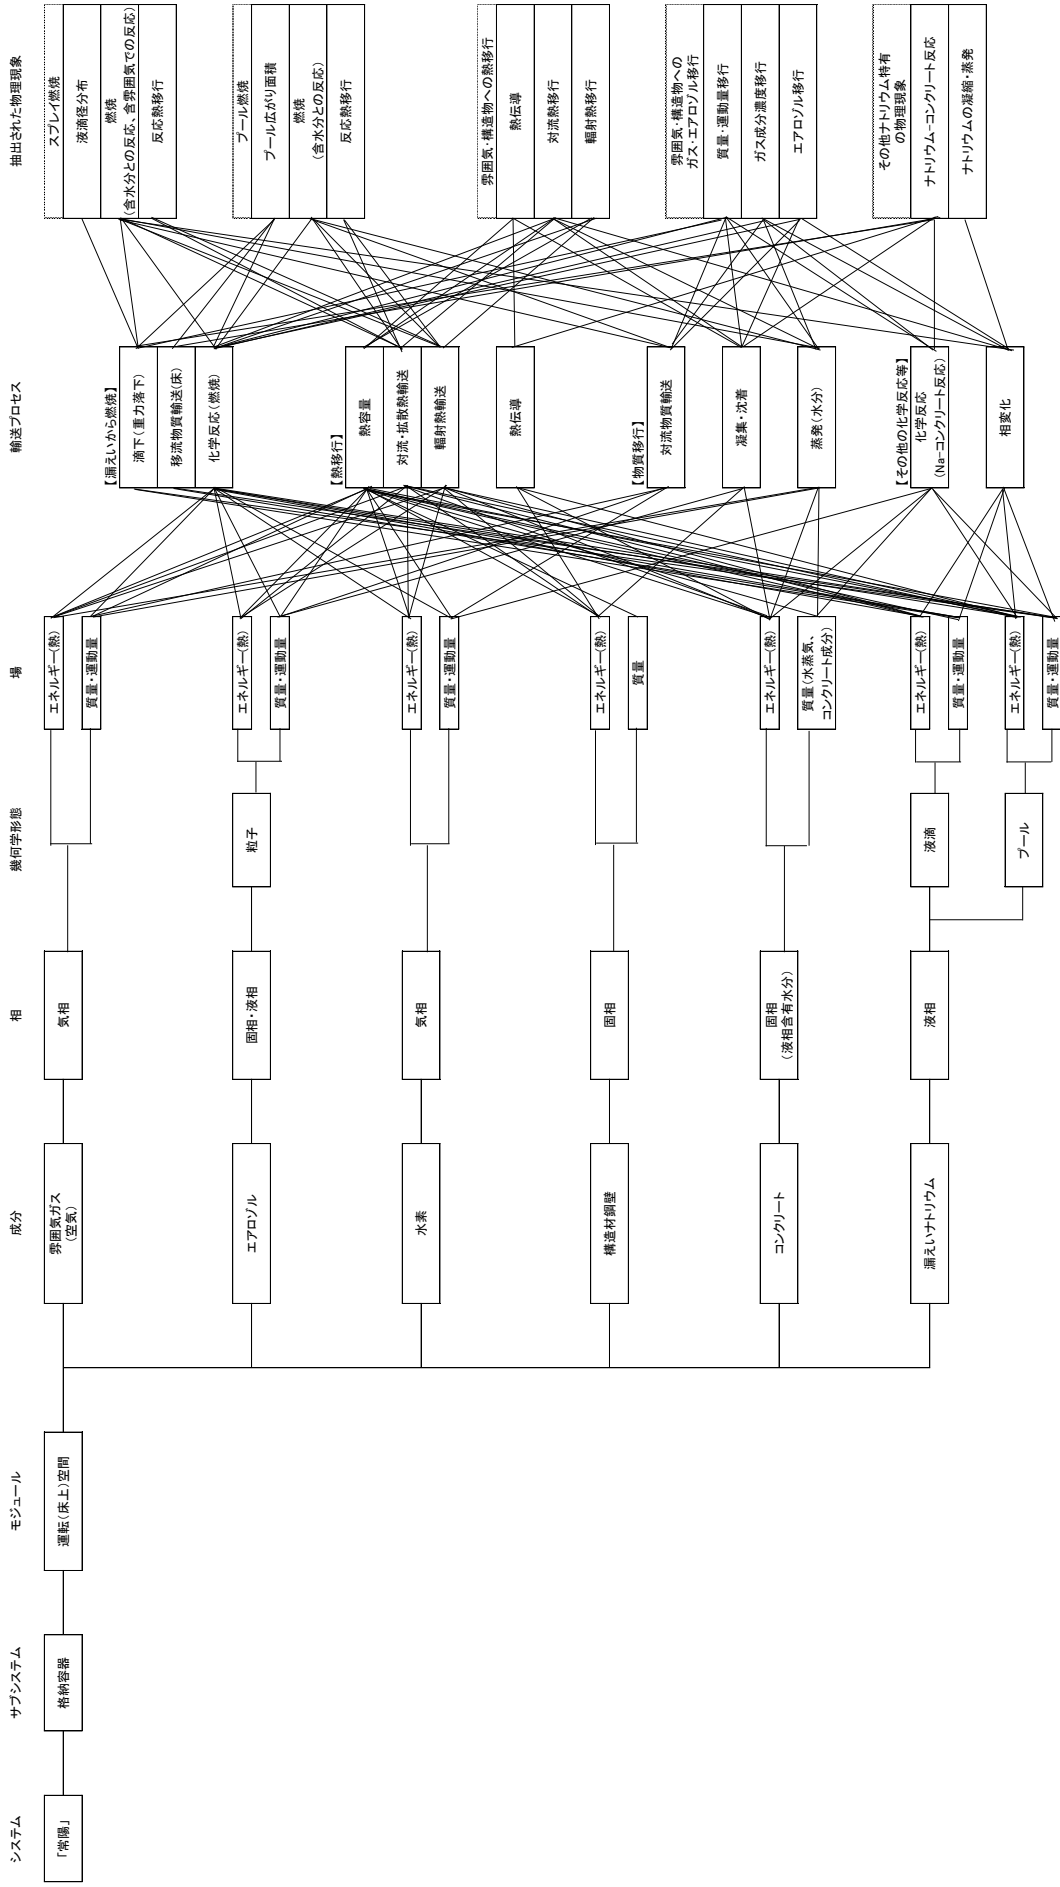 システム
サブシステム
モジュール
成分
相
幾何学形態
場
輸送プロセス
抽出された物理現象
「常陽」
格納容器
運転(床上)空間
雰囲気ガス
(空気)
エアロゾル
水素
構造材鋼壁
コンクリート
漏えいナトリウム
気相
固相・液相
気相
固相
固相
(液相含有水分)
液相
粒子
液滴
プール
エネルギー(熱)
質量・運動量
エネルギー(熱)
質量・運動量
エネルギー(熱)
質量・運動量
エネルギー(熱)
質量
エネルギー(熱)
質量(水蒸気、
コンクリート成分)
エネルギー(熱)
質量・運動量
エネルギー(熱)
質量・運動量
【漏えいから燃焼】
滴下(重力落下)
移流物質輸送(床)
化学反応(燃焼)
【熱移行】
熱容量
対流・拡散熱輸送
輻射熱輸送
熱伝導
【物質移行】
対流物質輸送
凝集・沈着
蒸発(水分)
【その他の化学反応等】
化学反応
(Na-コンクリート反応)
相変化
スプレイ燃焼
液滴径分布
燃焼
(含水分との反応、含雰囲気での反応)
反応熱移行
プール燃焼
プール広がり面積
燃焼
(含水分との反応)
反応熱移行
雰囲気・構造物への熱移行
熱伝導
対流熱移行
輻射熱移行
雰囲気・構造物への
ガス・エアロゾル移行
質量・運動量移行
ガス成分濃度移行
エアロゾル移行
その他ナトリウム特有
の物理現象
ナトリウム-コンクリート反応
ナトリウムの凝縮・蒸発